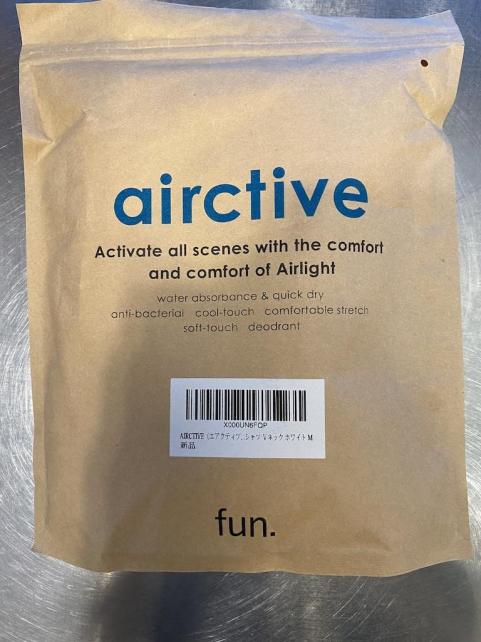 airctive
Activate all scenes with the comfort
and comfort of Airlight
water absorbance & quick dry
anti-bacterial cool-touch comfortable stretch
soft-touch deodrant
X000UN6FQP
AIRCTIVE (エアクティブ...シャツ Vネック ホワイト M
新品
fun.